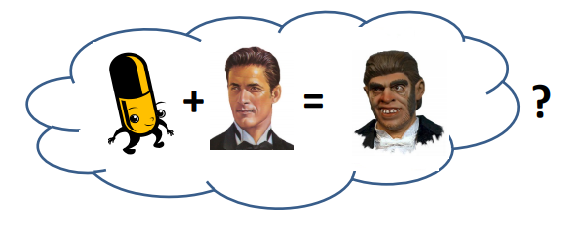 + = ?